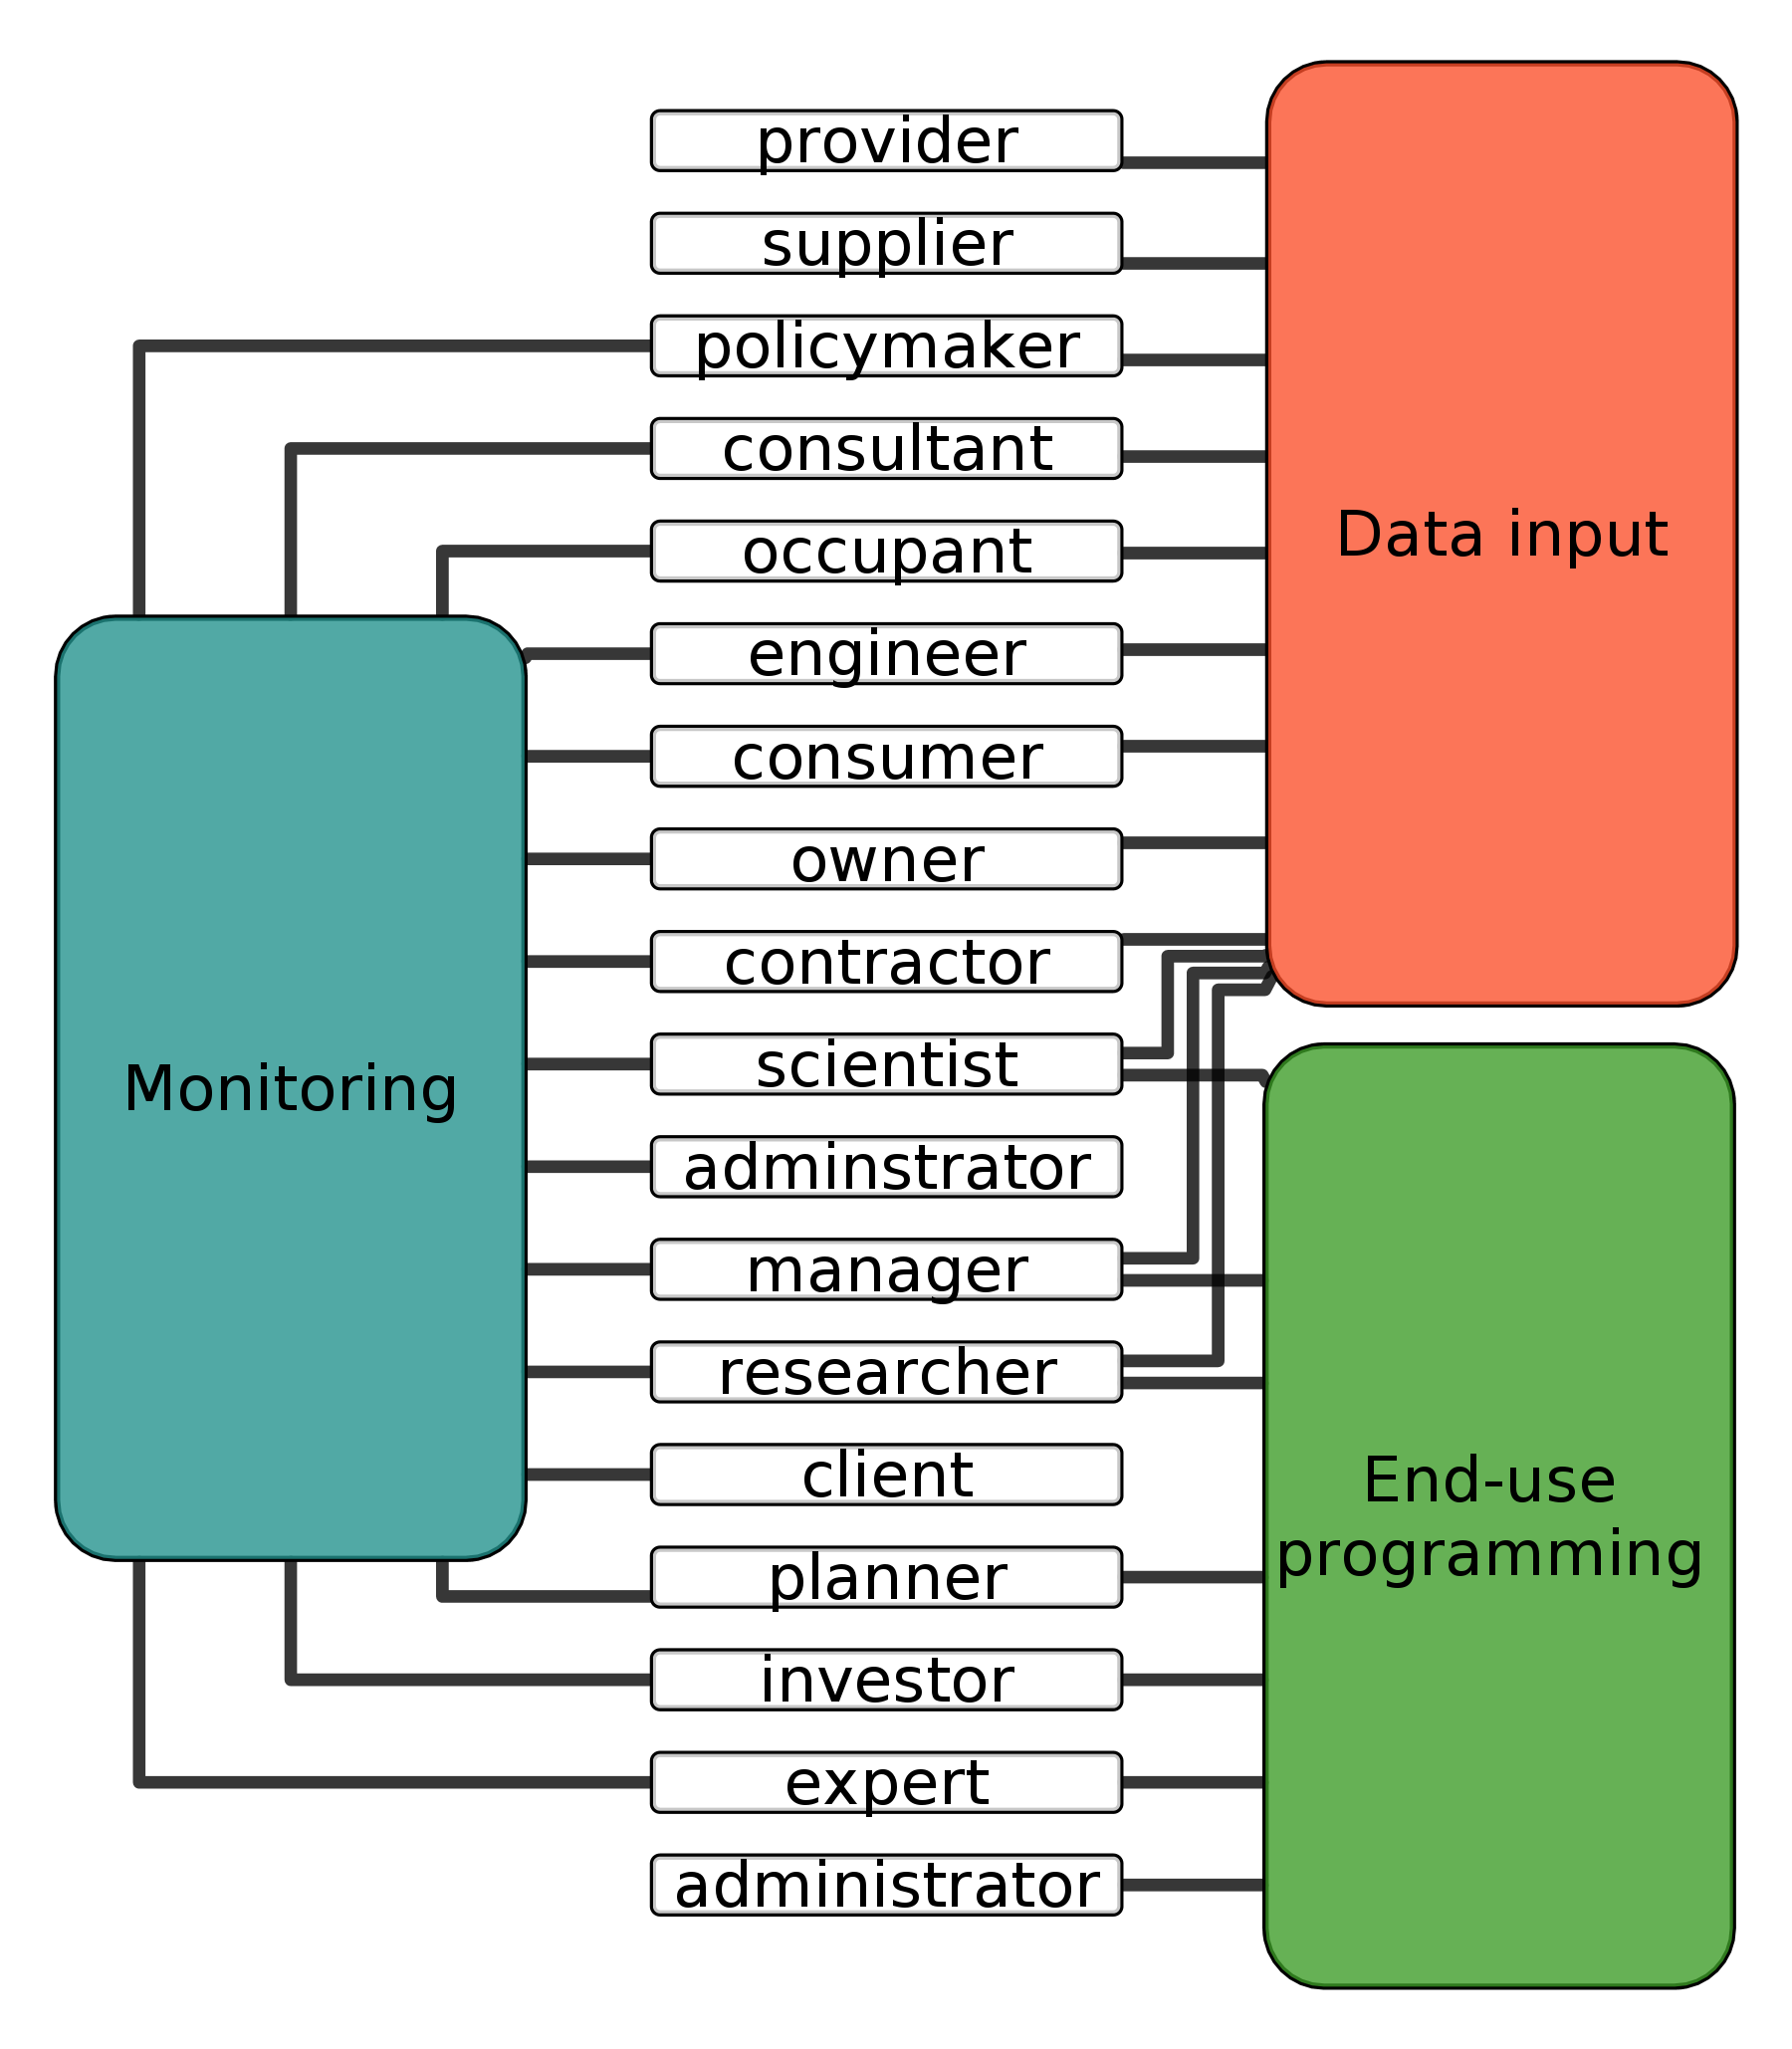 provider
supplier
policymaker
consultant
occupant
engineer
consumer
owner
contractor
scientist
adminstrator
manager
researcher
client
planner
investor
expert
administrator
Monitoring
Data input
End-use
programming